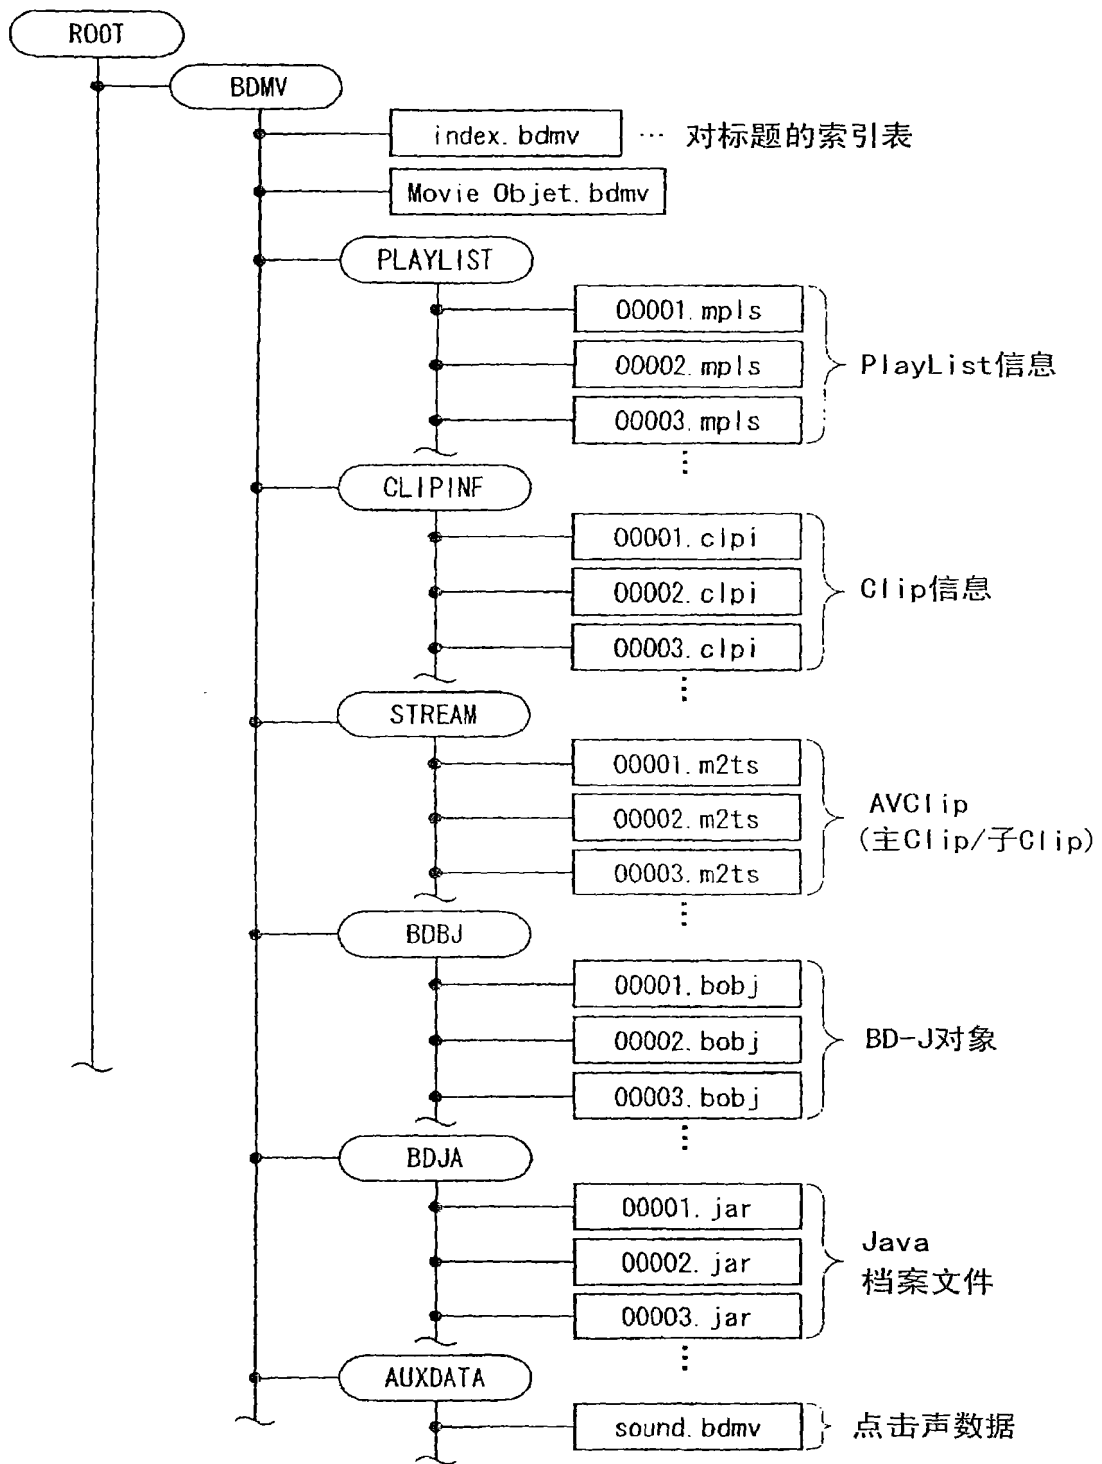 ROOT
BDMV
index.bdmv … 对标题的索引表
Movie Objet.bdmv
PLAYLIST
00001.mpls
00002.mpls
PlayList信息
00003.mpls
⋮
CLIPINF
00001.clpi
00002.clpi
Clip信息
00003.clpi
⋮
STREAM
00001.m2ts
00002.m2ts
AVClip
(主Clip/子Clip)
00003.m2ts
⋮
BDBJ
00001.bobj
00002.bobj
BD-J对象
00003.bobj
⋮
BDJA
00001.jar
00002.jar
Java
档案文件
00003.jar
⋮
AUXDATA
sound.bdmv
点击声数据